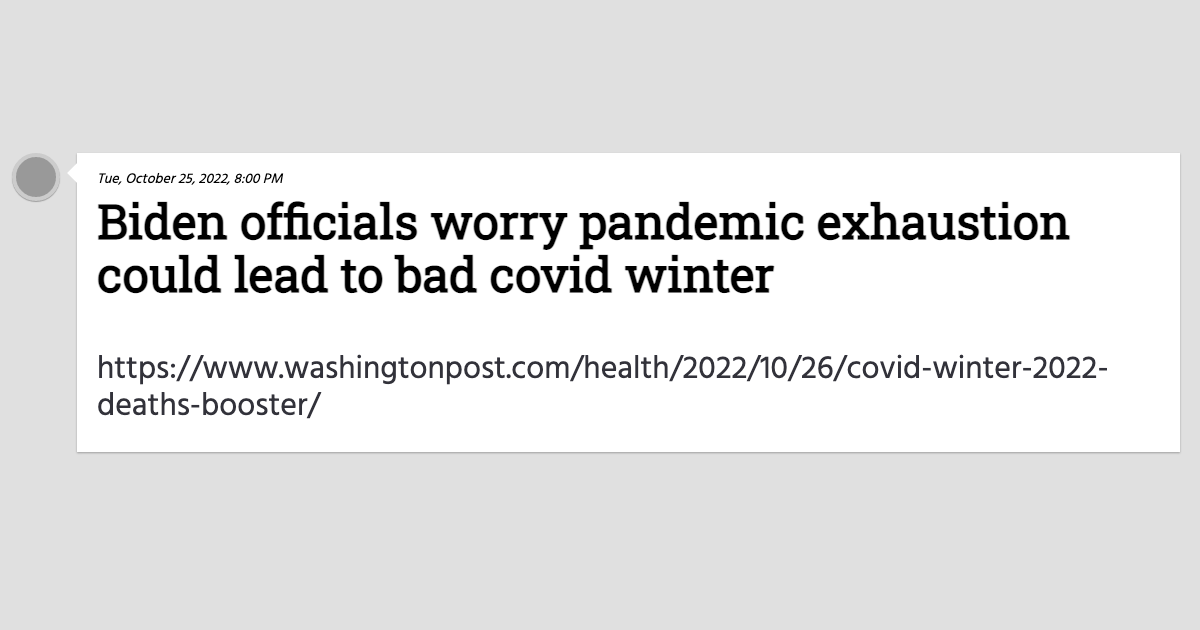 Tue, October 25, 2022, 8:00 PM
Biden officials worry pandemic exhaustion
could lead to bad covid winter
https://www.washingtonpost.com/health/2022/10/26/covid-winter-2022-
deaths-booster/